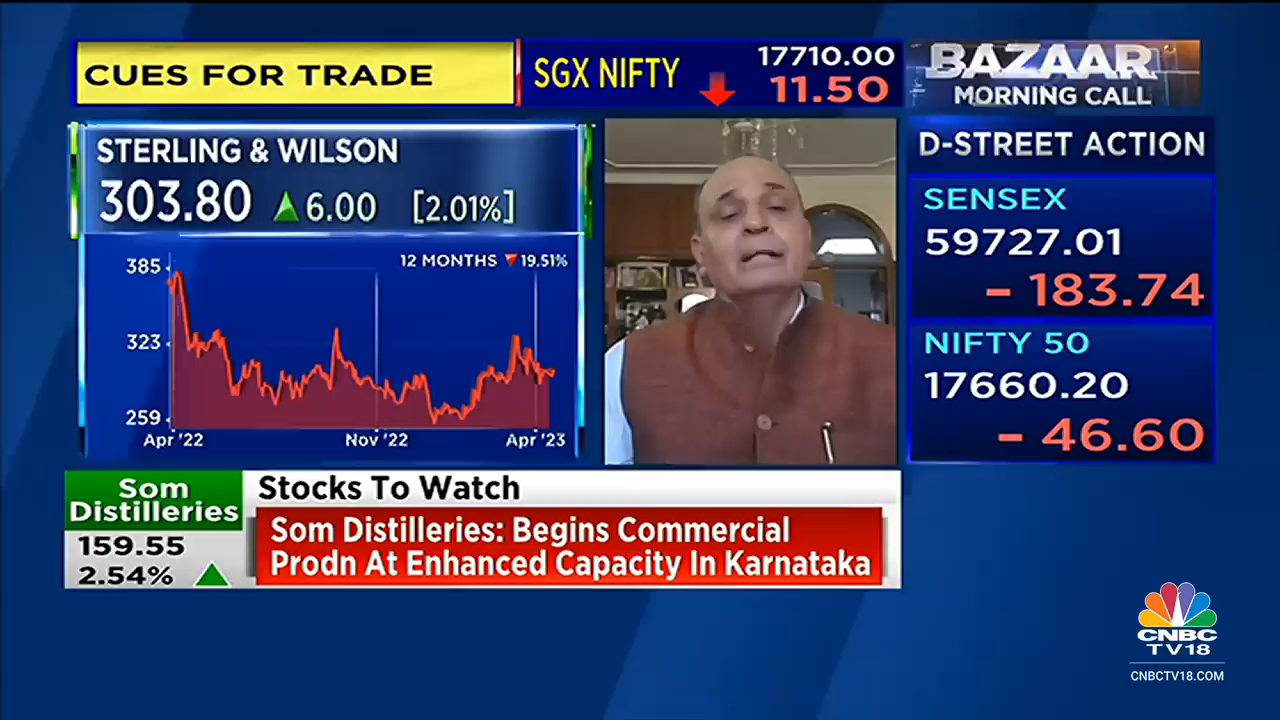 CUES FOR TRADE
SGX NIFTY
17710.00
11.50
BAZAAR
MORNING CALL
STERLING & WILSON
303.80 6.00 [2.01%]
12 MONTHS 19.51%
385
323
259
Apr '22 Nov '22 Apr '23
D-STREET ACTION
SENSEX
59727.01
- 183.74
NIFTY 50
17660.20
- 46.60
Som
Distilleries
159.55
2.54%
Stocks To Watch
Som Distilleries: Begins Commercial
Prodn At Enhanced Capacity In Karnataka
CNBC
TV18
CNBCTV18.COM